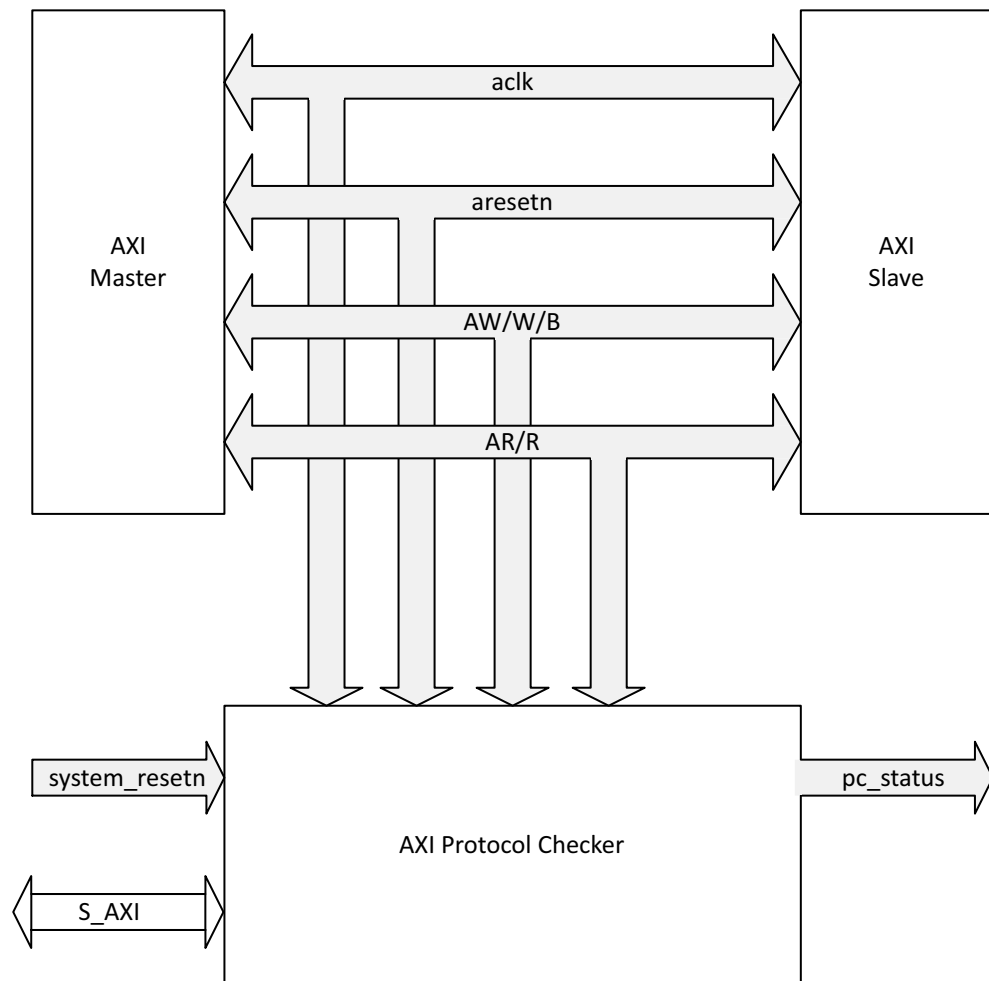 aclk
aresetn
AXI
Master
AXI
Slave
AW/W/B
AR/R
system_resetn
pc_status
AXI Protocol Checker
S_AXI